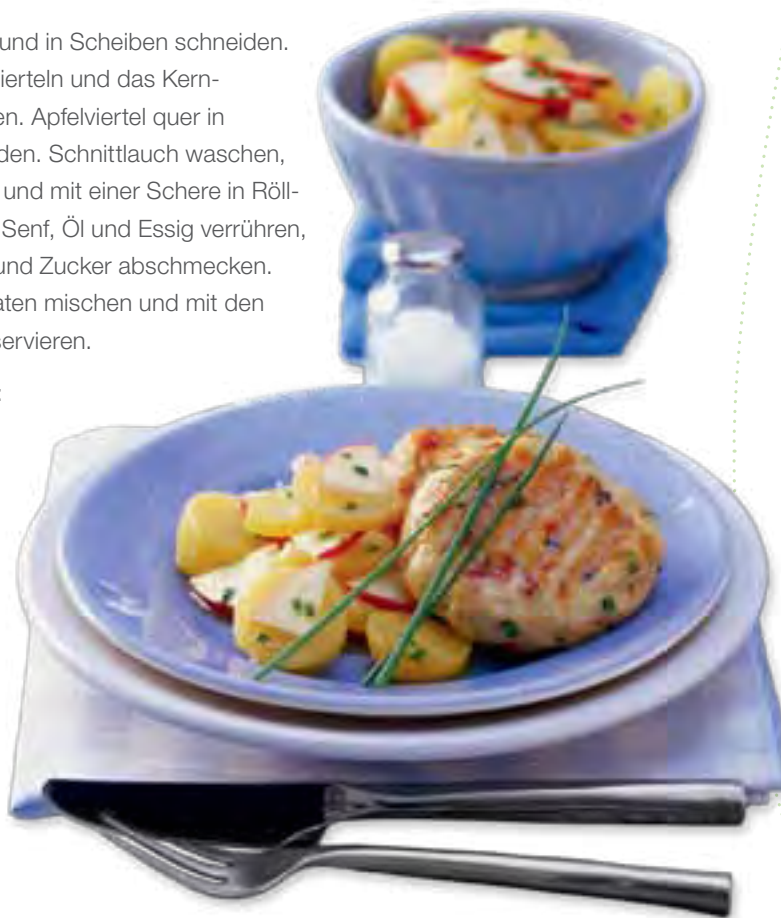 und in Scheiben schneiden.
ierteln und das Kern-
en. Apfelviertel quer in
den. Schnittlauch waschen,
und mit einer Schere in Röll-
Senf, Öl und Essig verrühren,
und Zucker abschmecken.
aten mischen und mit den
servieren.
: